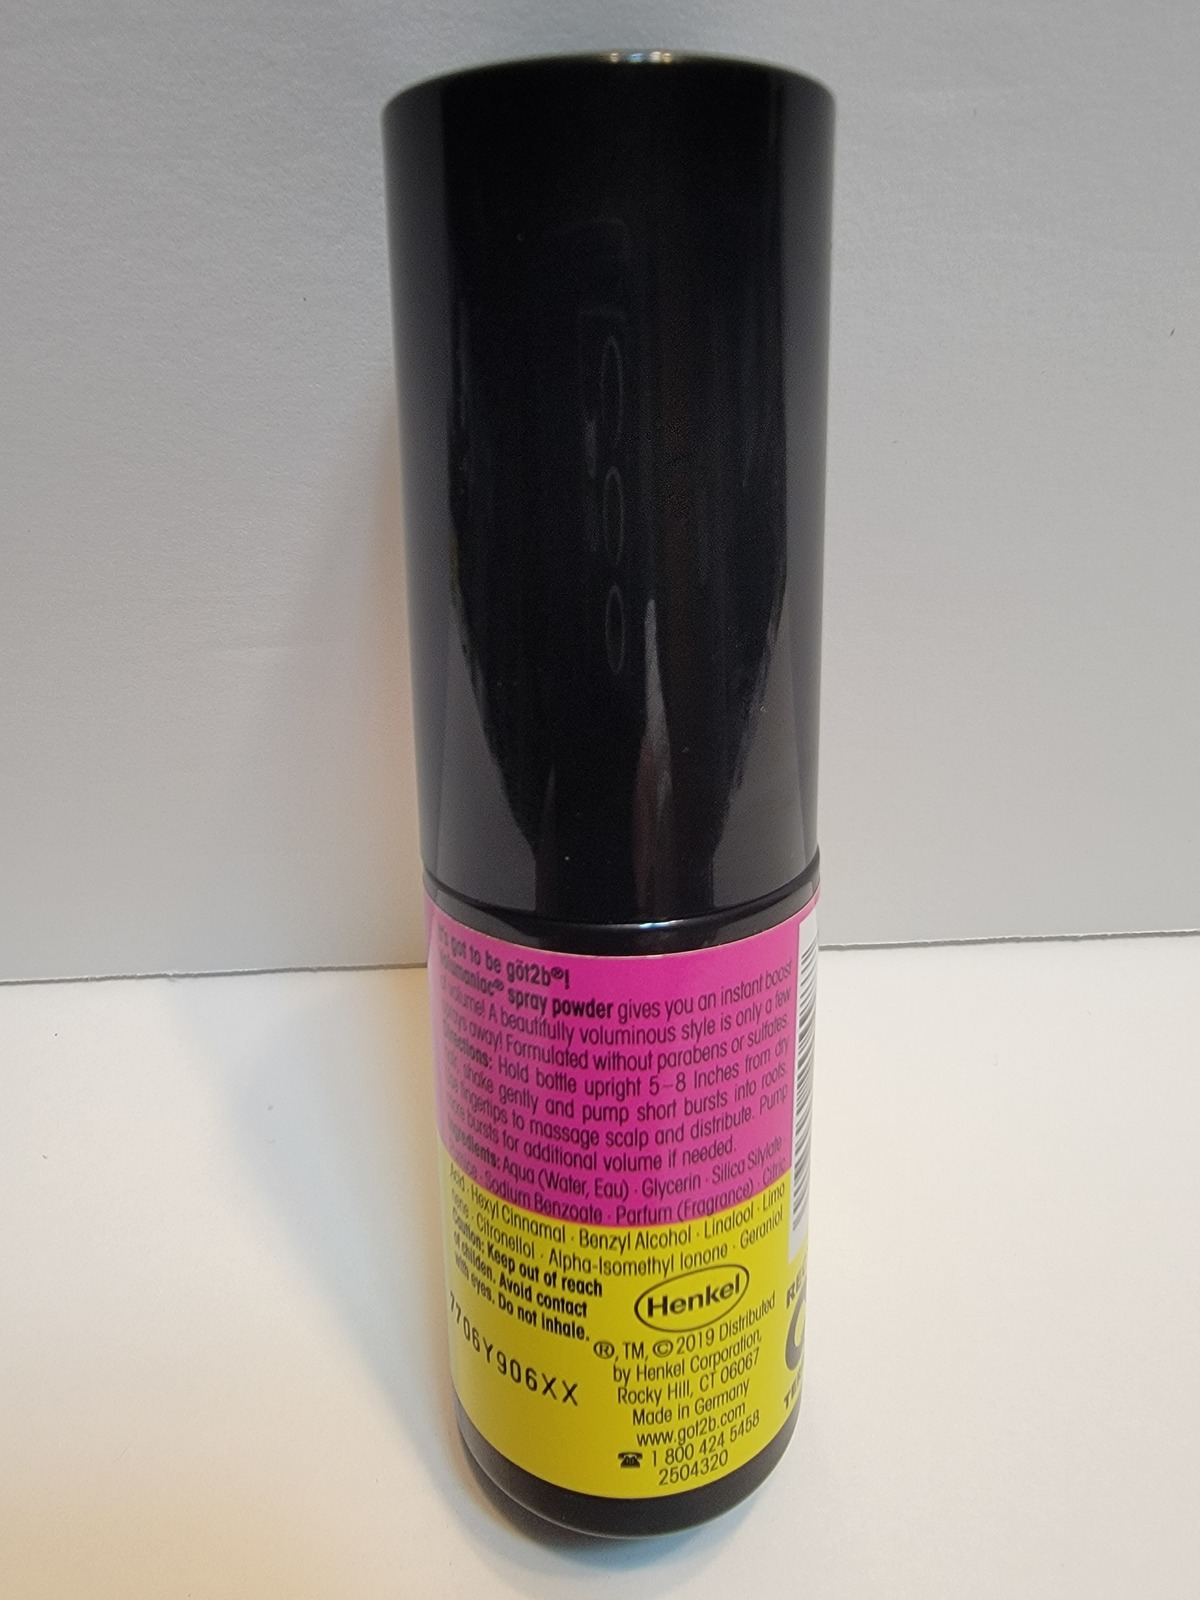 It's got to be göt2b®!
Volumaniac® spray powder gives you an instant boost
of volume! A beautifully voluminous style is only a few
sprays away! Formulated without parabens or sulfates.
Directions: Hold bottle upright 5-8 Inches from dry
hair, shake gently and pump short bursts into roots.
Use fingertips to massage scalp and distribute. Pump
more bursts for additional volume if needed.
Ingredients: Aqua (Water, Eau) · Glycerin · Silica Silylate
· Sodium Benzoate · Parfum (Fragrance) · Citric
Acid · Hexyl Cinnamal · Benzyl Alcohol · Linalool · Limo
nene · Citronellol · Alpha-Isomethyl Ionone · Geraniol
Caution: Keep out of reach
of childen. Avoid contact
with eyes. Do not inhale.
7706Y906XX
Henkel
®, TM, ©2019 Distributed
by Henkel Corporation,
Rocky Hill, CT 06067
Made in Germany
www.got2b.com
☎ 1 800 424 5458
2504320